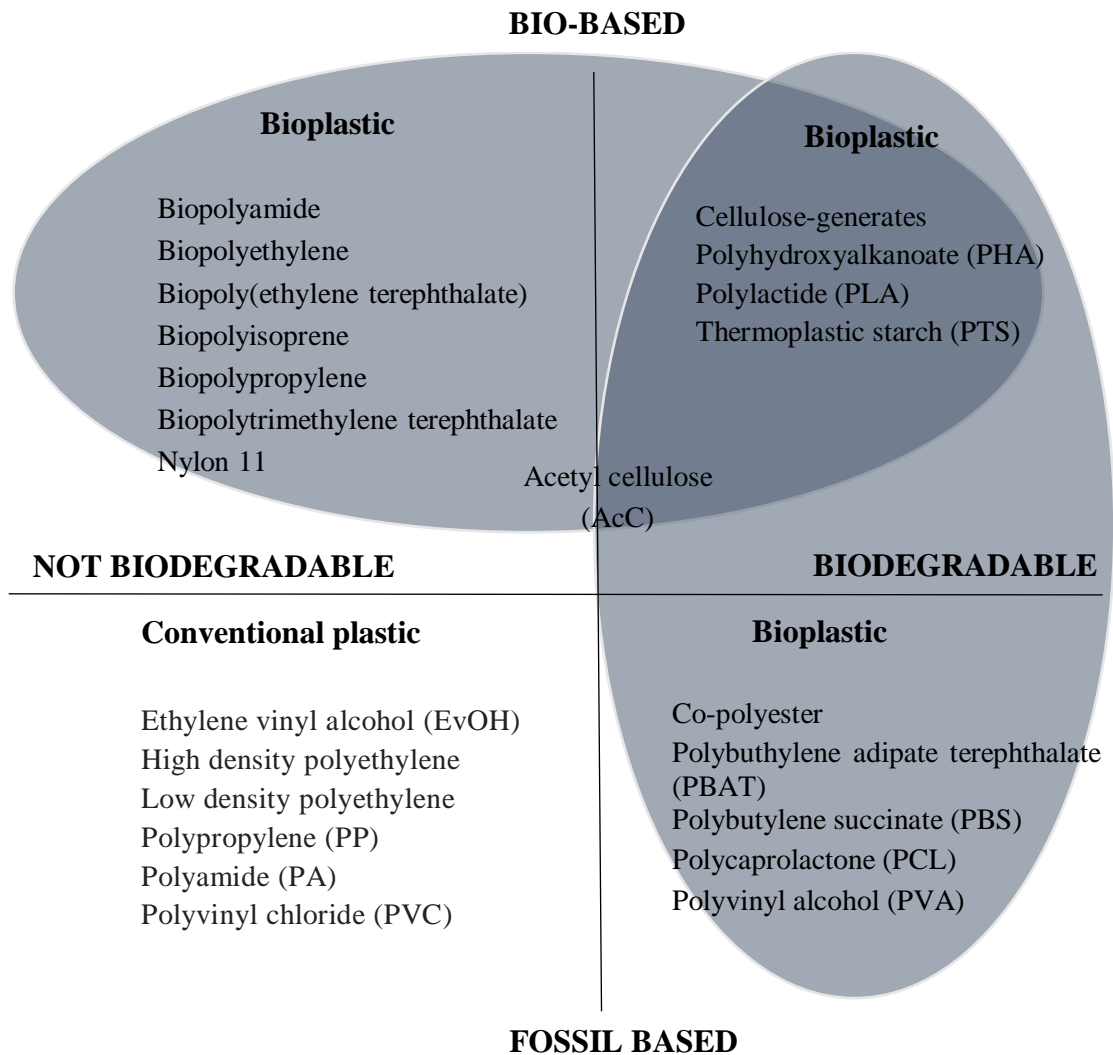 BIO-BASED
Bioplastic
Biopolyamide
Biopolyethylene
Biopoly(ethylene terephthalate)
Biopolyisoprene
Biopolypropylene
Biopolytrimethylene terephthalate
Nylon 11
Bioplastic
Cellulose-generates
Polyhydroxyalkanoate (PHA)
Polylactide (PLA)
Thermoplastic starch (PTS)
Acetyl cellulose
(AcC)
NOT BIODEGRADABLE
BIODEGRADABLE
Conventional plastic
Ethylene vinyl alcohol (EvOH)
High density polyethylene
Low density polyethylene
Polypropylene (PP)
Polyamide (PA)
Polyvinyl chloride (PVC)
Bioplastic
Co-polyester
Polybuthylene adipate terephthalate
(PBAT)
Polybutylene succinate (PBS)
Polycaprolactone (PCL)
Polyvinyl alcohol (PVA)
FOSSIL BASED